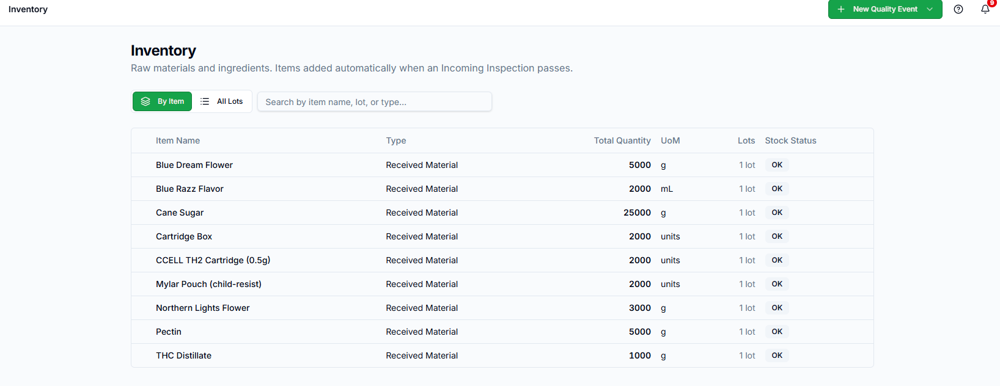 Inventory
New Quality Event
9
Inventory
Raw materials and ingredients. Items added automatically when an Incoming Inspection passes.
By Item All Lots Search by item name, lot, or type...
Item Name Type Total Quantity UoM Lots Stock Status
Blue Dream Flower Received Material 5000 g 1 lot OK
Blue Razz Flavor Received Material 2000 mL 1 lot OK
Cane Sugar Received Material 25000 g 1 lot OK
Cartridge Box Received Material 2000 units 1 lot OK
CCELL TH2 Cartridge (0.5g) Received Material 2000 units 1 lot OK
Mylar Pouch (child-resist) Received Material 2000 units 1 lot OK
Northern Lights Flower Received Material 3000 g 1 lot OK
Pectin Received Material 5000 g 1 lot OK
THC Distillate Received Material 1000 g 1 lot OK